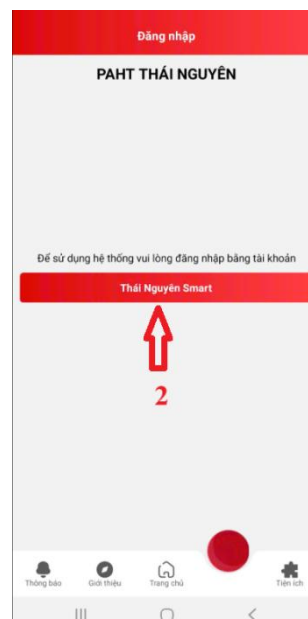 Đăng nhập
PAHT THÁI NGUYÊN
Để sử dụng hệ thống vui lòng đăng nhập bằng tài khoản
Thái Nguyên Smart
2
Thông báo
Giới thiệu
Trang chủ
Tiện ích